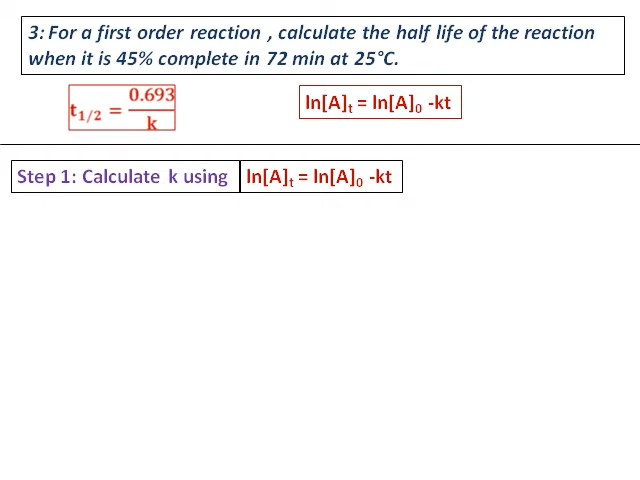 3: For a first order reaction , calculate the half life of the reaction
when it is 45% complete in 72 min at 25°C.
t₁/₂ = 0.693/k
ln[A]ₜ = ln[A]₀ -kt
Step 1: Calculate k using ln[A]ₜ = ln[A]₀ -kt